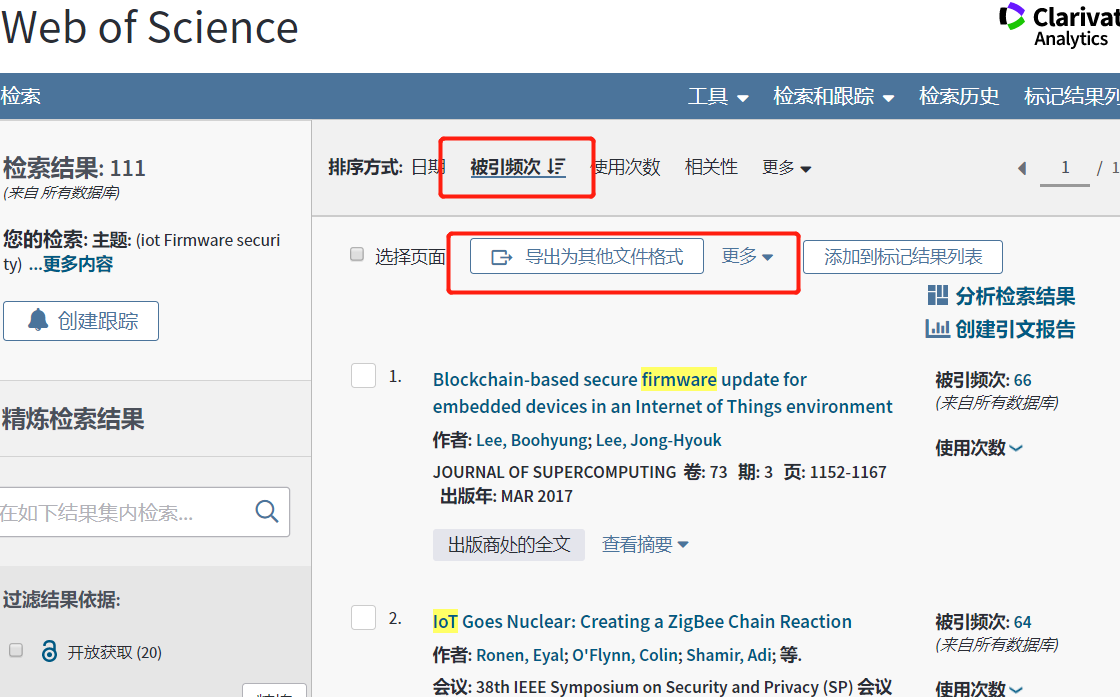 Web of Science
Clarivat
Analytics
检索
工具
检索和跟踪
检索历史
标记结果列
检索结果: 111
(来自 所有数据库)
您的检索: 主题: (iot Firmware securi
ty) ...更多内容
创建跟踪
精炼检索结果
在如下结果集内检索...
过滤结果依据:
开放获取 (20)
排序方式: 日期 被引频次 使用次数 相关性 更多
1 / 1
选择页面 导出为其他文件格式 更多 添加到标记结果列表
分析检索结果
创建引文报告
1.
Blockchain-based secure firmware update for
embedded devices in an Internet of Things environment
作者: Lee, Boohyung; Lee, Jong-Hyouk
JOURNAL OF SUPERCOMPUTING 卷: 73 期: 3 页: 1152-1167
出版年: MAR 2017
出版商处的全文 查看摘要
被引频次: 66
(来自所有数据库)
使用次数
2.
IoT Goes Nuclear: Creating a ZigBee Chain Reaction
作者: Ronen, Eyal; O'Flynn, Colin; Shamir, Adi; 等.
会议: 38th IEEE Symposium on Security and Privacy (SP) 会议
被引频次: 64
(来自所有数据库)
使用次数